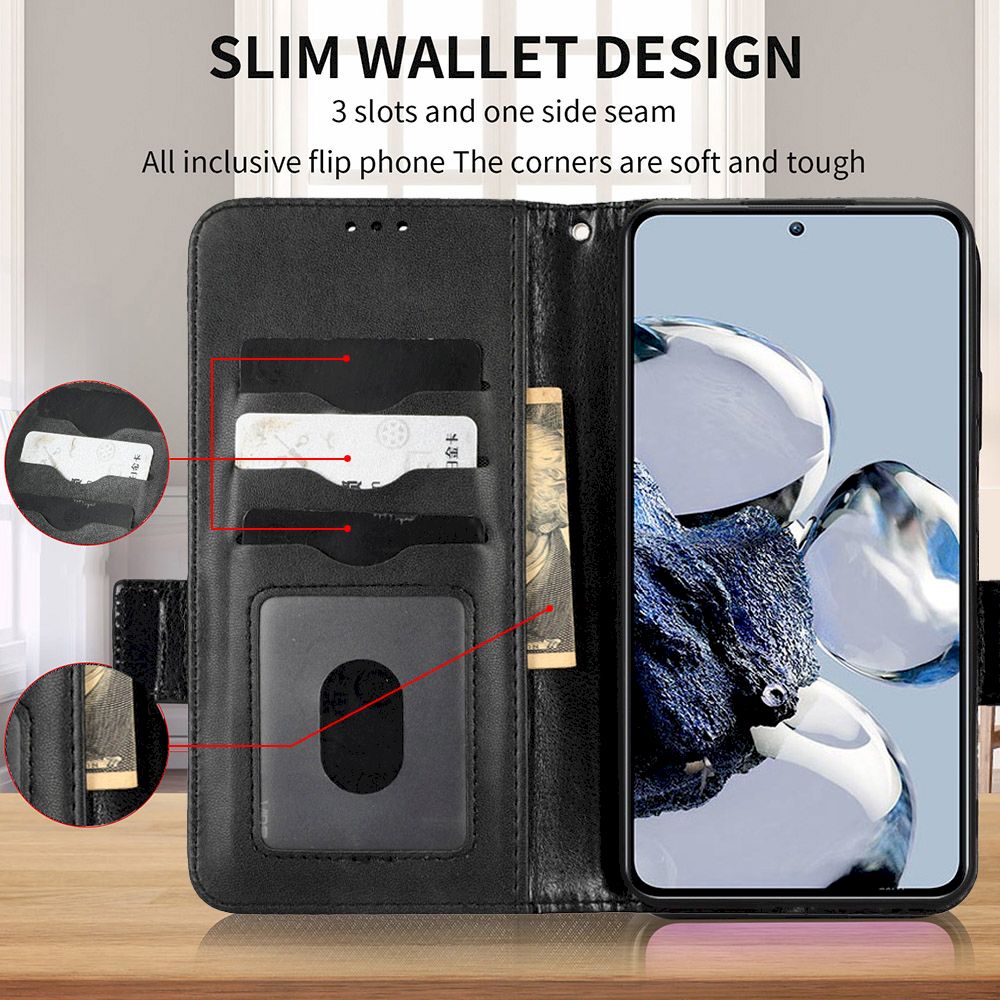 SLIM WALLET DESIGN
3 slots and one side seam
All inclusive flip phone The corners are soft and tough